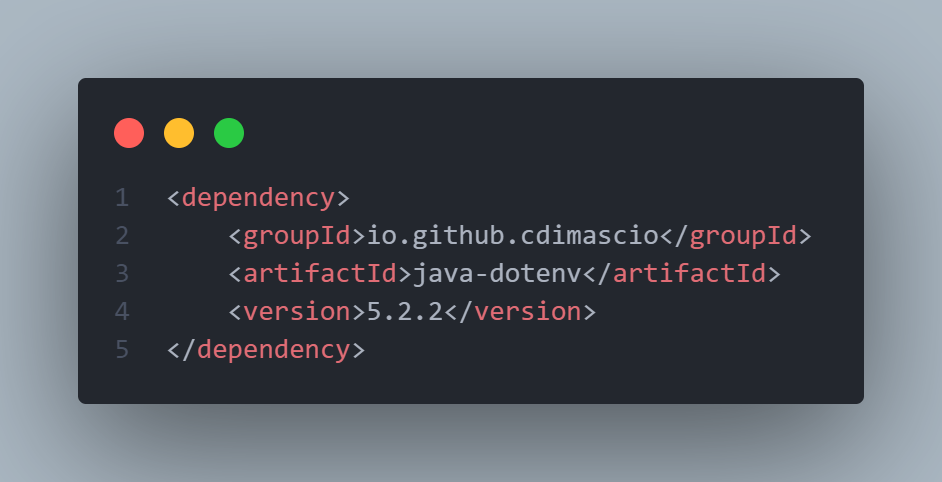 1 <dependency>
2     <groupId>io.github.cdimascio</groupId>
3     <artifactId>java-dotenv</artifactId>
4     <version>5.2.2</version>
5 </dependency>